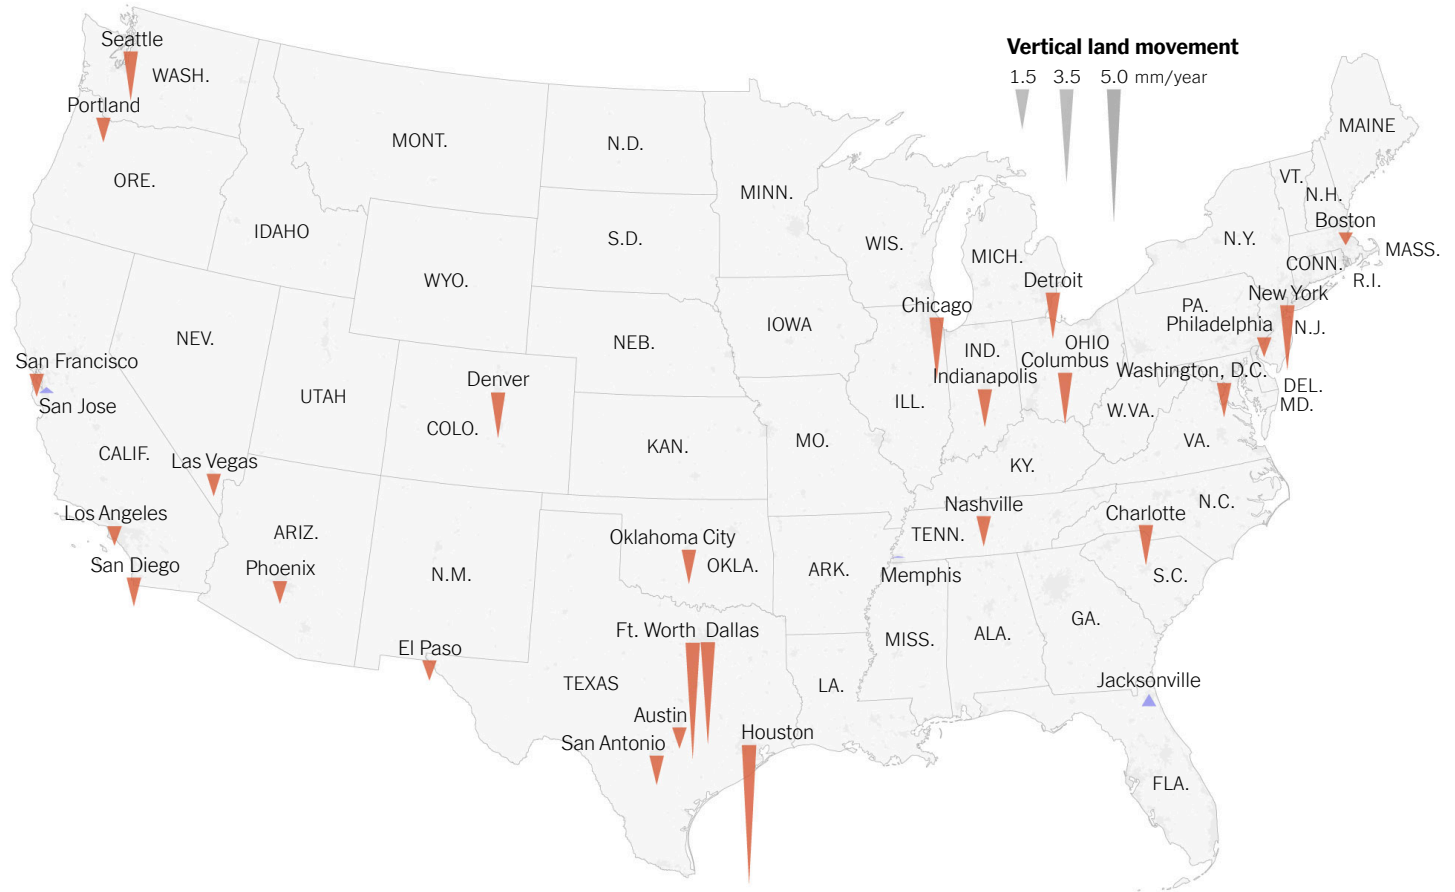 Vertical land movement
1.5 3.5 5.0 mm/year
Seattle
WASH.
Portland
ORE.
MONT.
N.D.
MINN.
MAINE
VT.
N.H.
Boston
MASS.
IDAHO
S.D.
WIS.
MICH.
N.Y.
CONN.
R.I.
WYO.
Detroit
New York
Chicago
PA.
Philadelphia
N.J.
NEV.
NEB.
IOWA
IND.
OHIO
Columbus
San Francisco
San Jose
UTAH
Denver
COLO.
Indianapolis
Washington, D.C.
DEL.
MD.
ILL.
W.VA.
VA.
CALIF.
Las Vegas
KAN.
MO.
KY.
Los Angeles
San Diego
ARIZ.
Phoenix
N.M.
Oklahoma City
OKLA.
ARK.
Nashville
TENN.
Memphis
Charlotte
N.C.
S.C.
El Paso
Ft. Worth Dallas
TEXAS
Austin
San Antonio
Houston
LA.
MISS.
ALA.
GA.
Jacksonville
FLA.